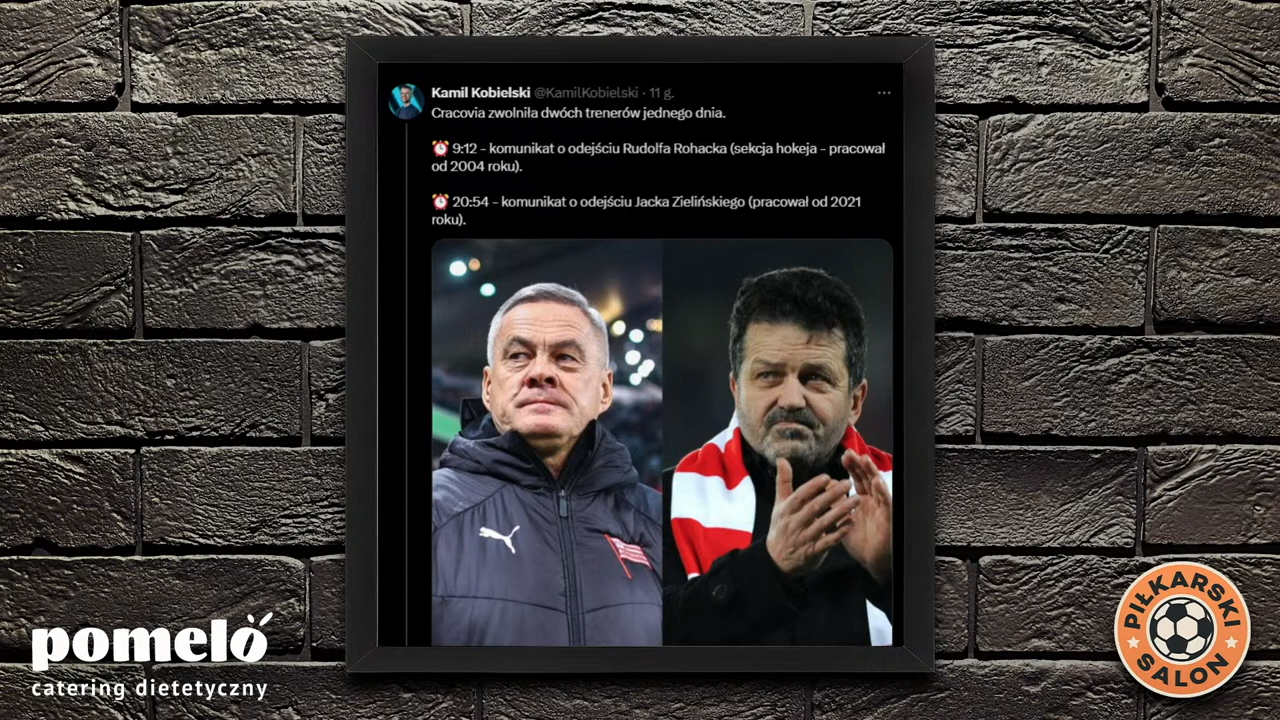 Kamil Kobielski @KamilKobielski · 11 g.
Cracovia zwolniła dwóch trenerów jednego dnia.
⏰ 9:12 - komunikat o odejściu Rudolfa Rohacka (sekcja hokeja - pracował
od 2004 roku).
⏰ 20:54 - komunikat o odejściu Jacka Zielińskiego (pracował od 2021
roku).
pomelo
catering dietetyczny
PIŁKARSKI
SALON